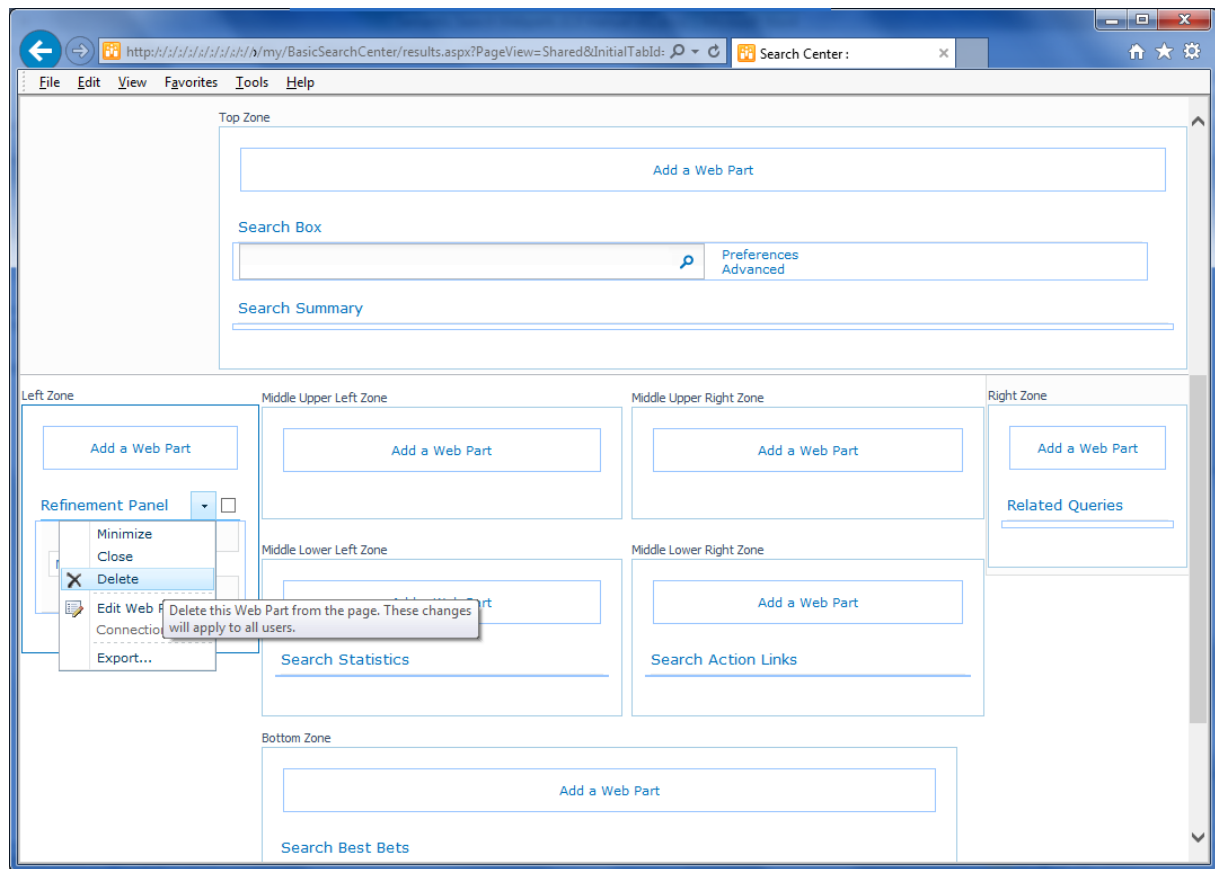 http://://://://://://my/BasicSearchCenter/results.aspx?PageView=Shared&InitialTabId:
Search Center :
File Edit View Favorites Tools Help
Top Zone
Add a Web Part
Search Box
Preferences
Advanced
Search Summary
Left Zone
Add a Web Part
Refinement Panel
Minimize
Close
Delete
Edit Web
Delete this Web Part from the page. These changes
will apply to all users.
Export...
Middle Upper Left Zone
Add a Web Part
Middle Upper Right Zone
Add a Web Part
Right Zone
Add a Web Part
Related Queries
Middle Lower Left Zone
Search Statistics
Middle Lower Right Zone
Add a Web Part
Search Action Links
Bottom Zone
Add a Web Part
Search Best Bets